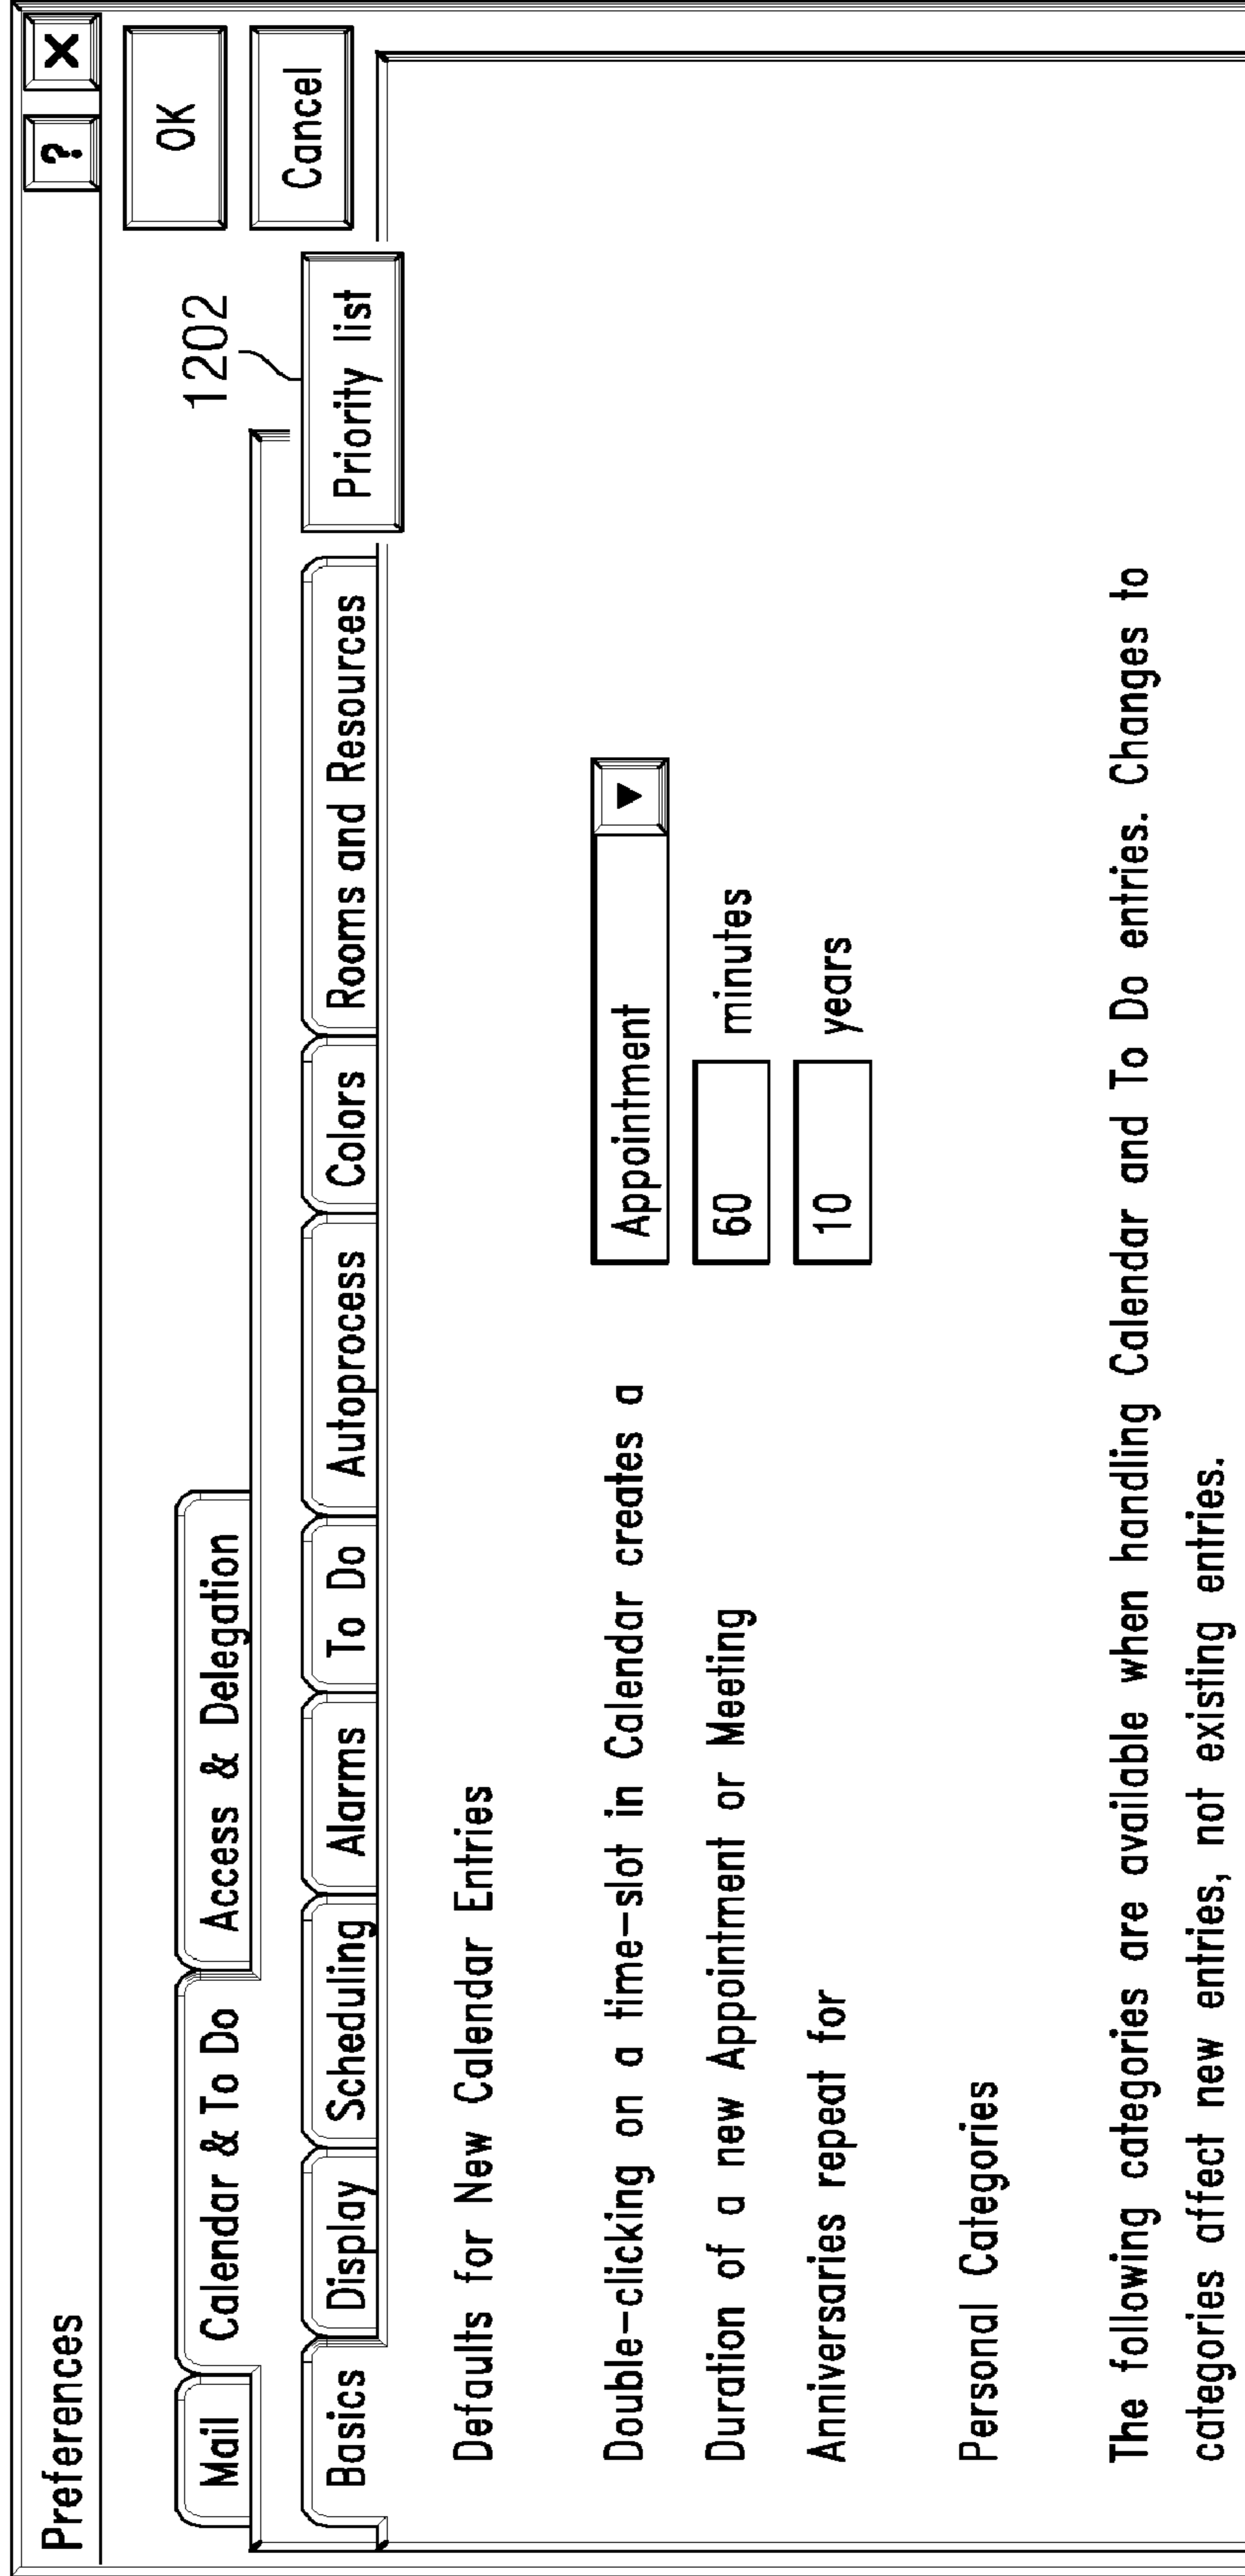 Preferences
? X
OK
Cancel
Mail Calendar & To Do Access & Delegation
1202
Basics Display Scheduling Alarms To Do Autoprocess Colors Rooms and Resources Priority list
Defaults for New Calendar Entries
Double-clicking on a time-slot in Calendar creates a Appointment
Duration of a new Appointment or Meeting 60 minutes
Anniversaries repeat for 10 years
Personal Categories
The following categories are available when handling Calendar and To Do entries. Changes to
categories affect new entries, not existing entries.